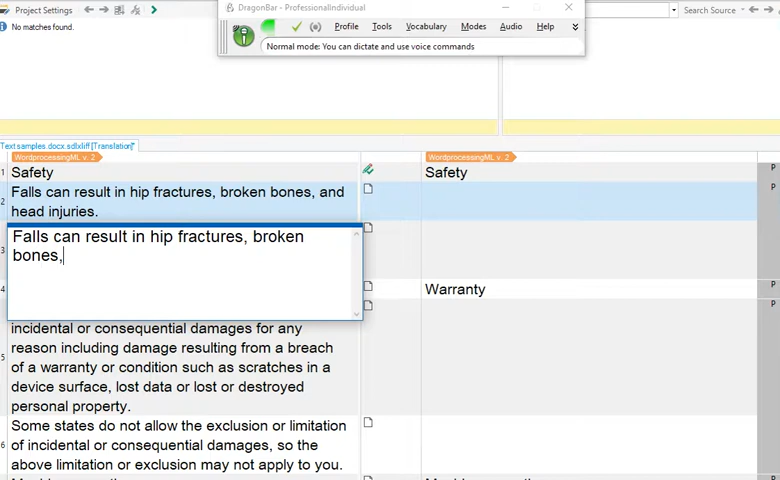 Project Settings
DragonBar - ProfessionalIndividual
Search Source
Profile Tools Vocabulary Modes Audio Help
No matches found.
Normal mode: You can dictate and use voice commands
Text samples.docx.sdlxliff [Translation]*
WordprocessingML v. 2 WordprocessingML v. 2
1 Safety Safety P
2 Falls can result in hip fractures, broken bones, and P
head injuries.
Falls can result in hip fractures, broken
3 bones,
4 Warranty P
P
incidental or consequential damages for any
reason including damage resulting from a breach
5 of a warranty or condition such as scratches in a
device surface, lost data or lost or destroyed
personal property.
Some states do not allow the exclusion or limitation
6 of incidental or consequential damages, so the
above limitation or exclusion may not apply to you.
P